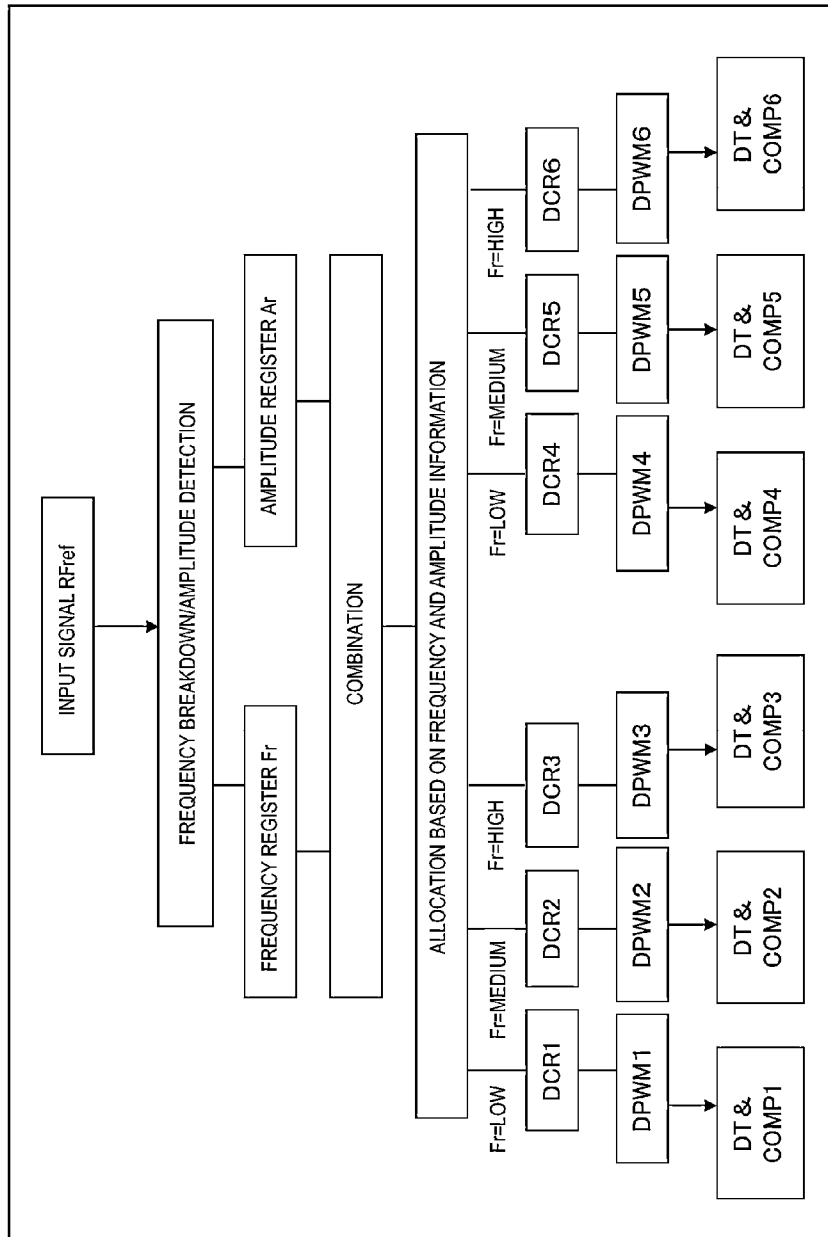 INPUT SIGNAL RFref
FREQUENCY BREAKDOWN/AMPLITUDE DETECTION
FREQUENCY REGISTER Fr
AMPLITUDE REGISTER Ar
COMBINATION
ALLOCATION BASED ON FREQUENCY AND AMPLITUDE INFORMATION
Fr=LOW
Fr=MEDIUM
Fr=HIGH
Fr=LOW
Fr=MEDIUM
Fr=HIGH
DCR1
DCR2
DCR3
DCR4
DCR5
DCR6
DPWM1
DPWM2
DPWM3
DPWM4
DPWM5
DPWM6
DT &
COMP1
DT &
COMP2
DT &
COMP3
DT &
COMP4
DT &
COMP5
DT &
COMP6